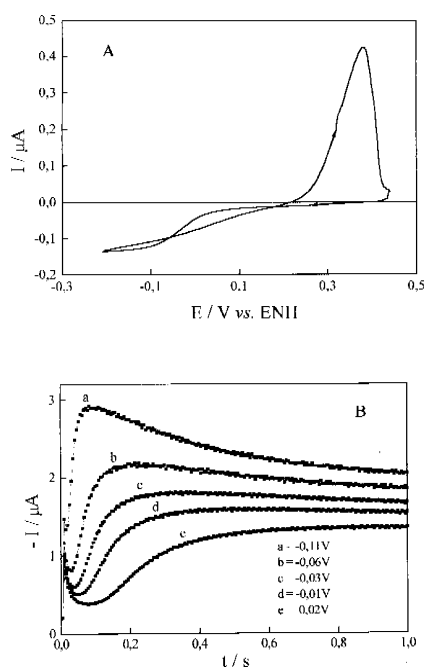 A
I / µA
0,5
0,4
0,3
0,2
0,1
0,0
-0,1
-0,2
-0,3
-0,1
0,1
0,3
0,5
E / V vs. ENH
B
- I / µA
3
2
1
0
a
b
c
d
e
a - -0,11V
b = -0,06V
c - -0,03V
d = -0,01V
e 0,02V
0,0
0,2
0,4
0,6
0,8
1,0
t / s